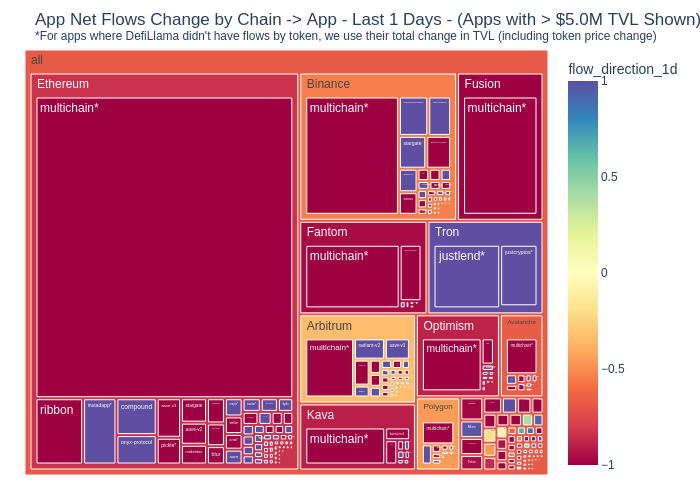 App Net Flows Change by Chain -> App - Last 1 Days - (Apps with > $5.0M TVL Shown)
*For apps where DefiLlama didn't have flows by token, we use their total change in TVL (including token price change)
all
flow_direction_1d
Ethereum
multichain*
Binance
multichain*
stargate
Fusion
multichain*
Fantom
multichain*
Tron
justlend*
justcryptos*
Arbitrum
multichain*
radiant-v2
aave-v3
Optimism
multichain*
Avalanche
multichain*
Kava
multichain*
Polygon
multichain*
ribbon
instadapp*
compound
onyx-protocol
aave-v3
pickle*
stargate
aave-v2
blur
1
0.5
0
−0.5
−1